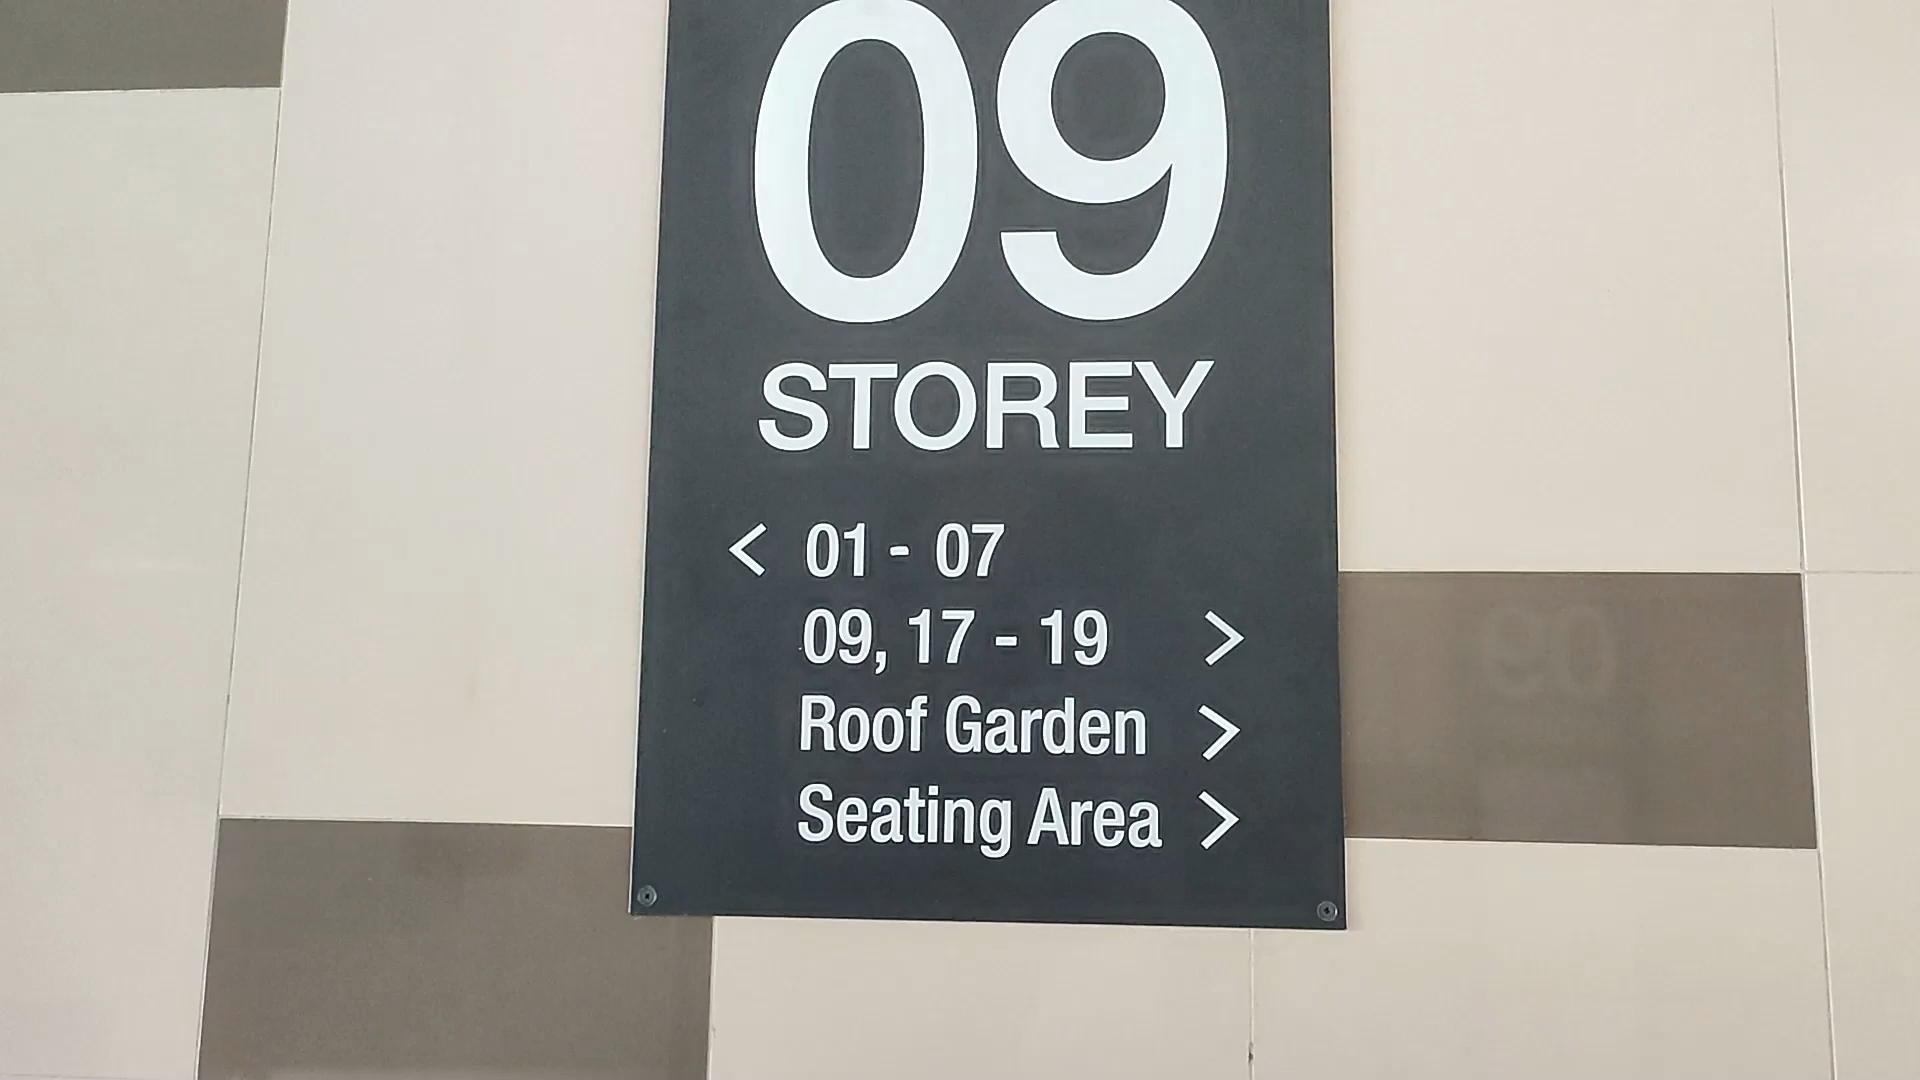 09
STOREY
< 01 - 07
09, 17 - 19 >
Roof Garden >
Seating Area >